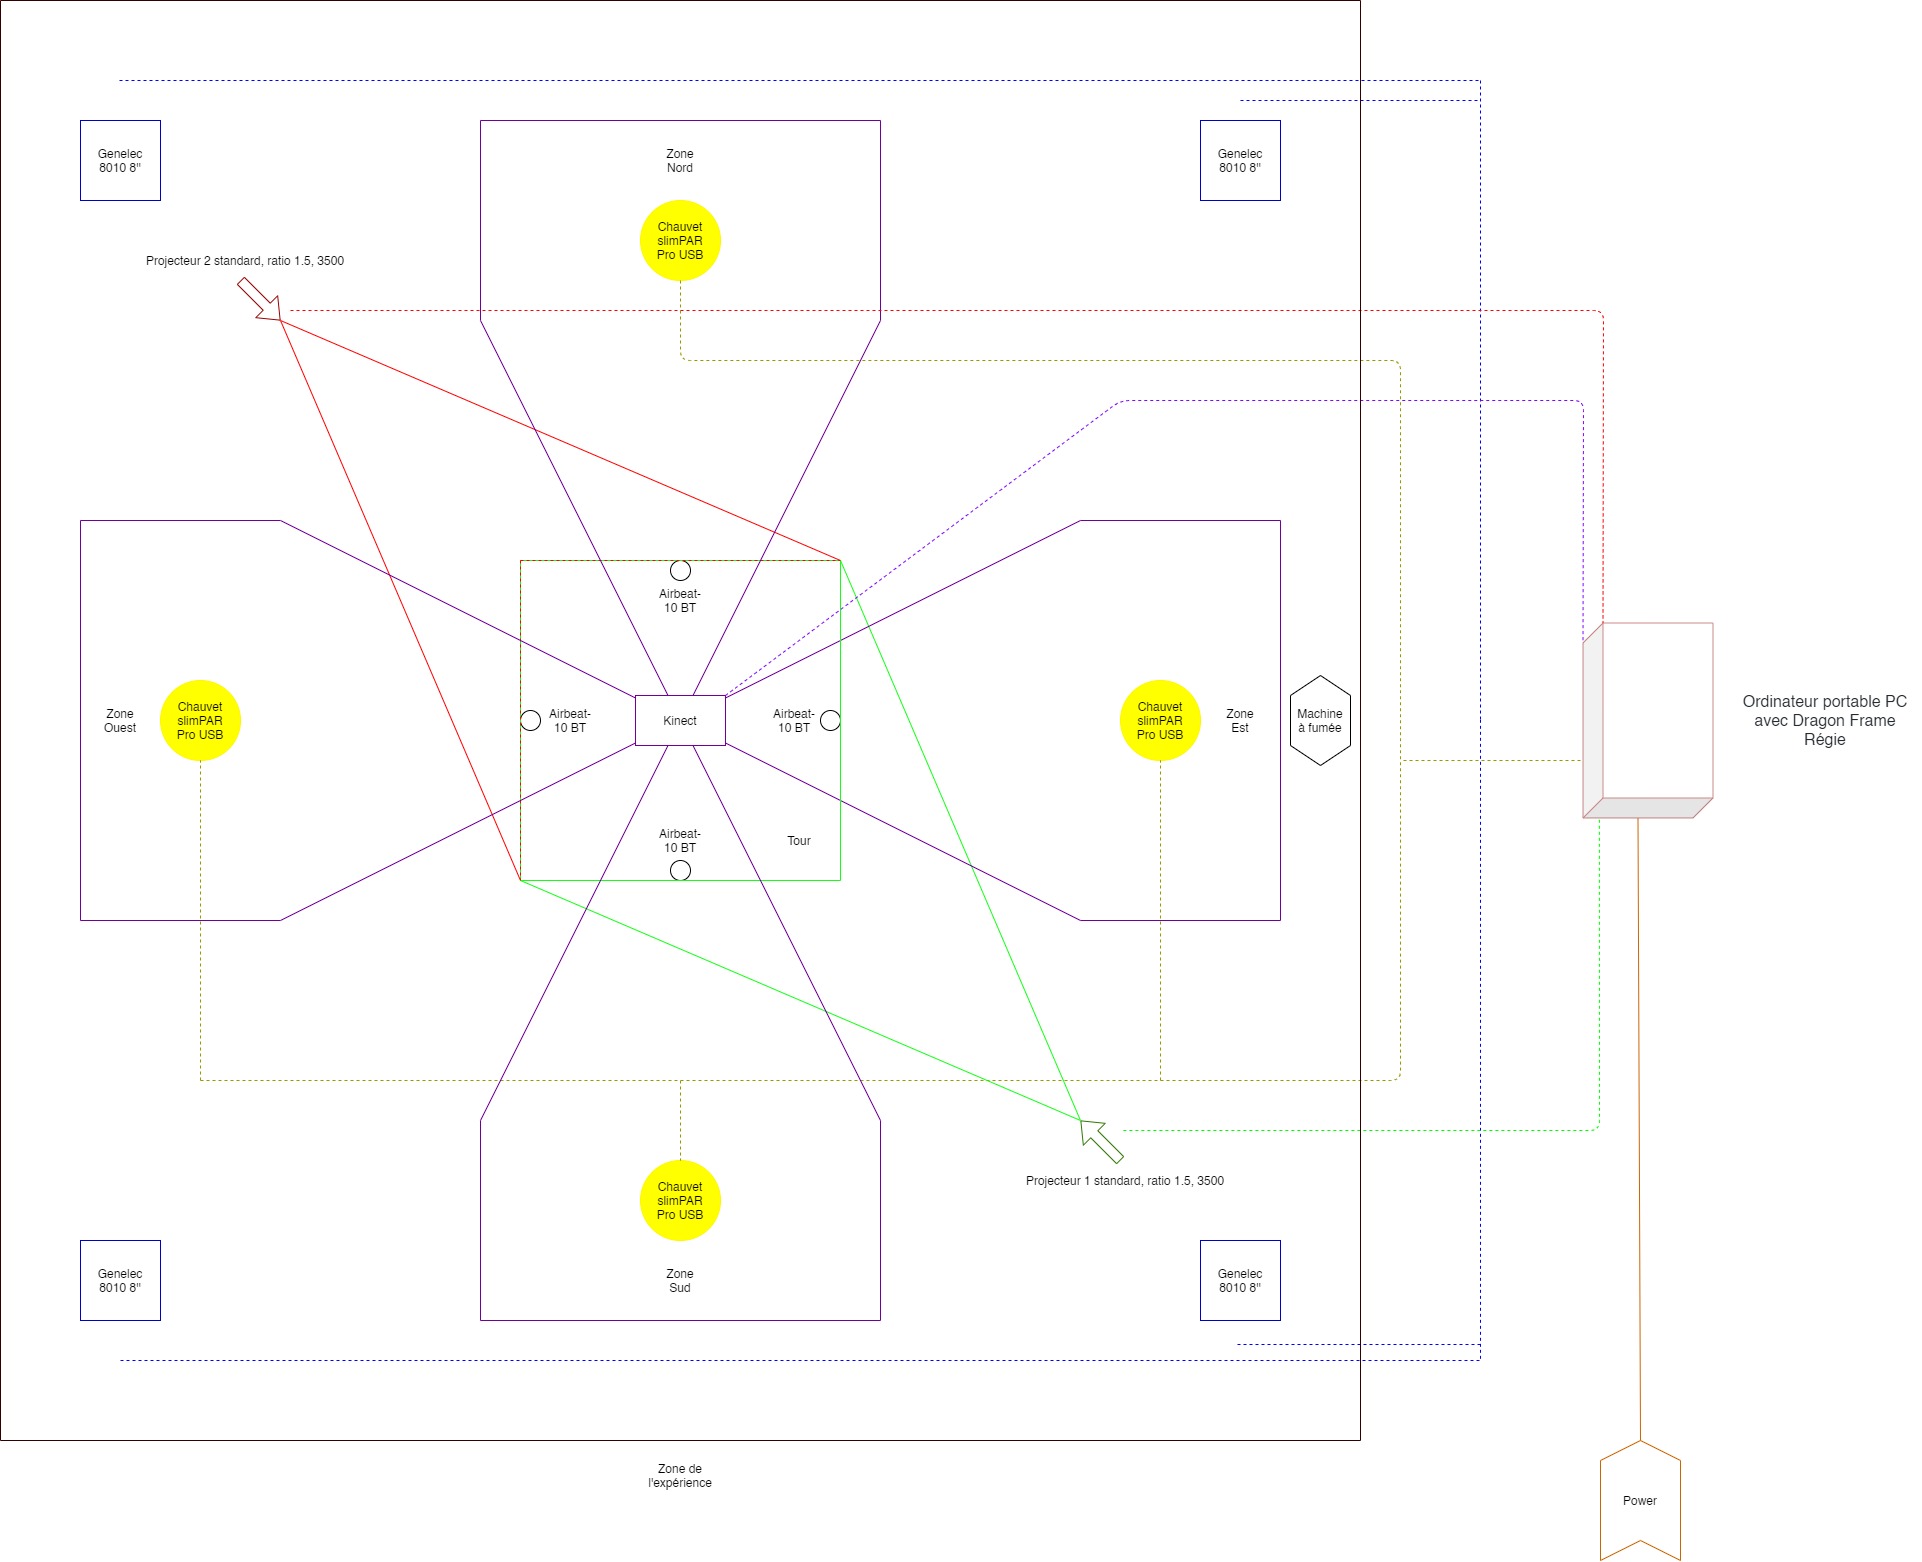 Genelec
8010 8"
Zone
Nord
Genelec
8010 8"
Chauvet
slimPAR
Pro USB
Projecteur 2 standard, ratio 1.5, 3500
Airbeat-
10 BT
Zone
Ouest
Chauvet
slimPAR
Pro USB
Airbeat-
10 BT
Kinect
Airbeat-
10 BT
Chauvet
slimPAR
Pro USB
Zone
Est
Machine
à fumée
Ordinateur portable PC
avec Dragon Frame
Régie
Airbeat-
10 BT
Tour
Projecteur 1 standard, ratio 1.5, 3500
Chauvet
slimPAR
Pro USB
Genelec
8010 8"
Zone
Sud
Genelec
8010 8"
Zone de
l'expérience
Power